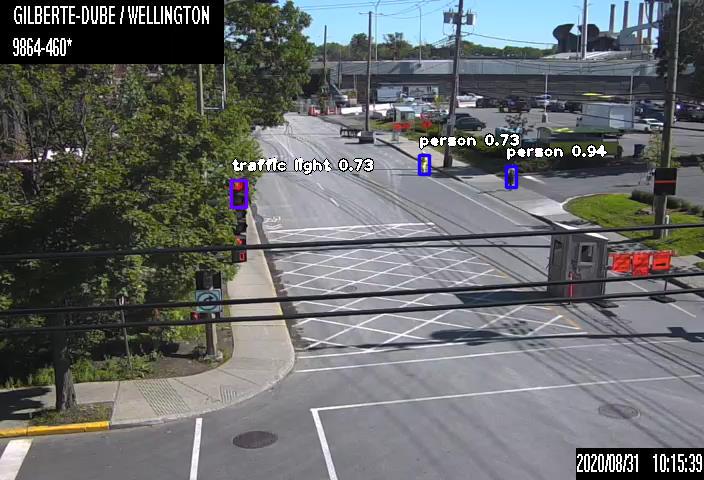 GILBERTE-DUBE / WELLINGTON
9864-460*
person 0.73
person 0.94
traffic light 0.73
2020/08/31 10:15:39